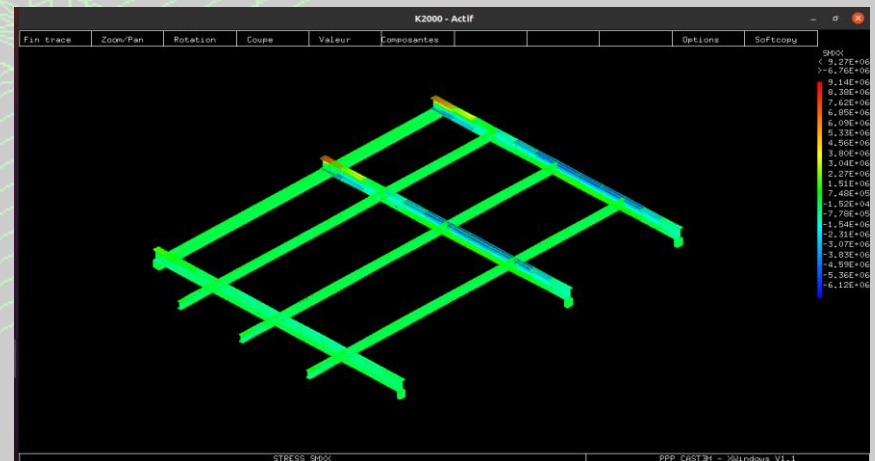 K2000 - Actif
Fin trace Zoom/Pan Rotation Coupe Valeur Composantes Options Softcopy
SMXX
< 9.27E+06
>-6.76E+06
9.14E+06
8.38E+06
7.62E+06
6.85E+06
6.09E+06
5.33E+06
4.56E+06
3.80E+06
3.04E+06
2.27E+06
1.51E+06
7.48E+05
-1.52E+04
-7.78E+05
-1.54E+06
-2.31E+06
-3.07E+06
-3.83E+06
-4.59E+06
-5.36E+06
-6.12E+06
STRESS SMXX
PPP CAST3M - XWindows V1.1